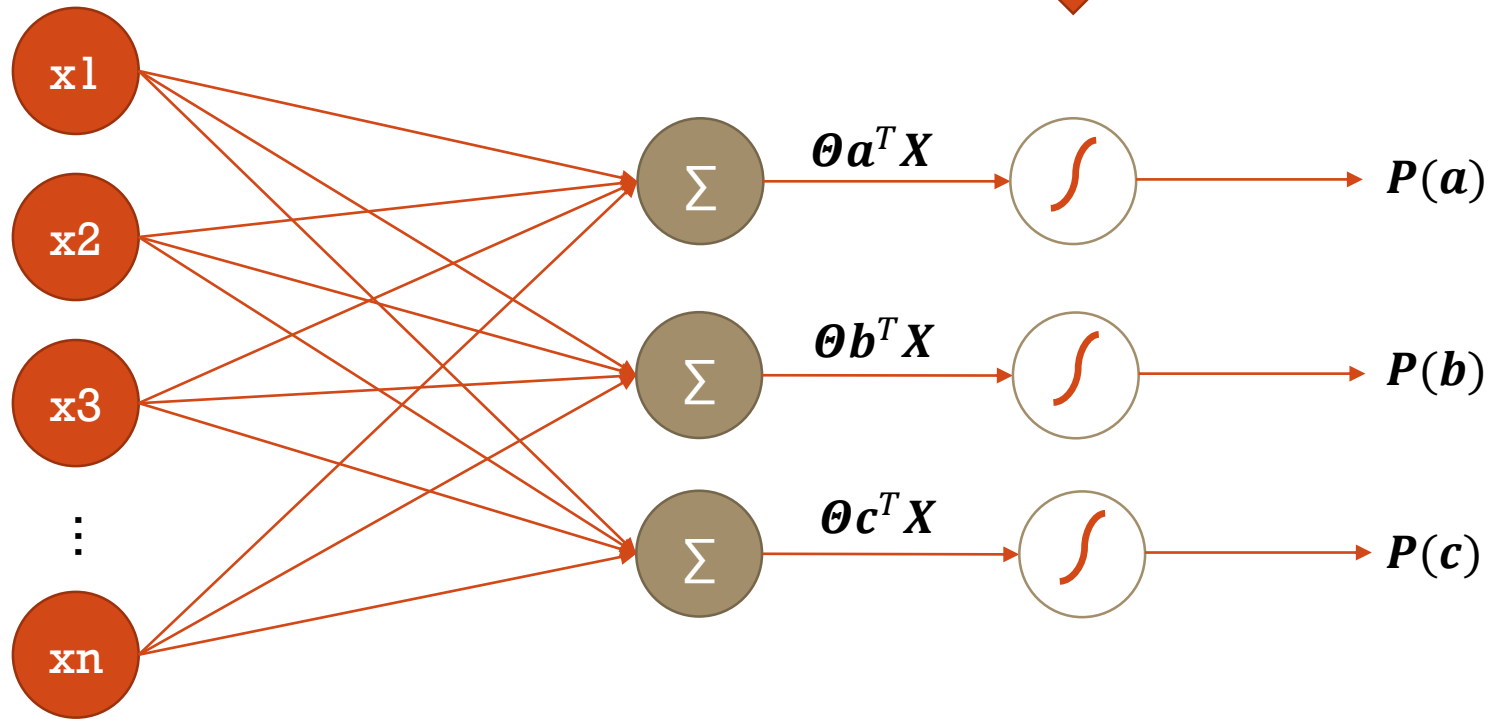 x1
x2
x3
⋮
xn
∑
∑
∑
Θa^T X
Θb^T X
Θc^T X
P(a)
P(b)
P(c)